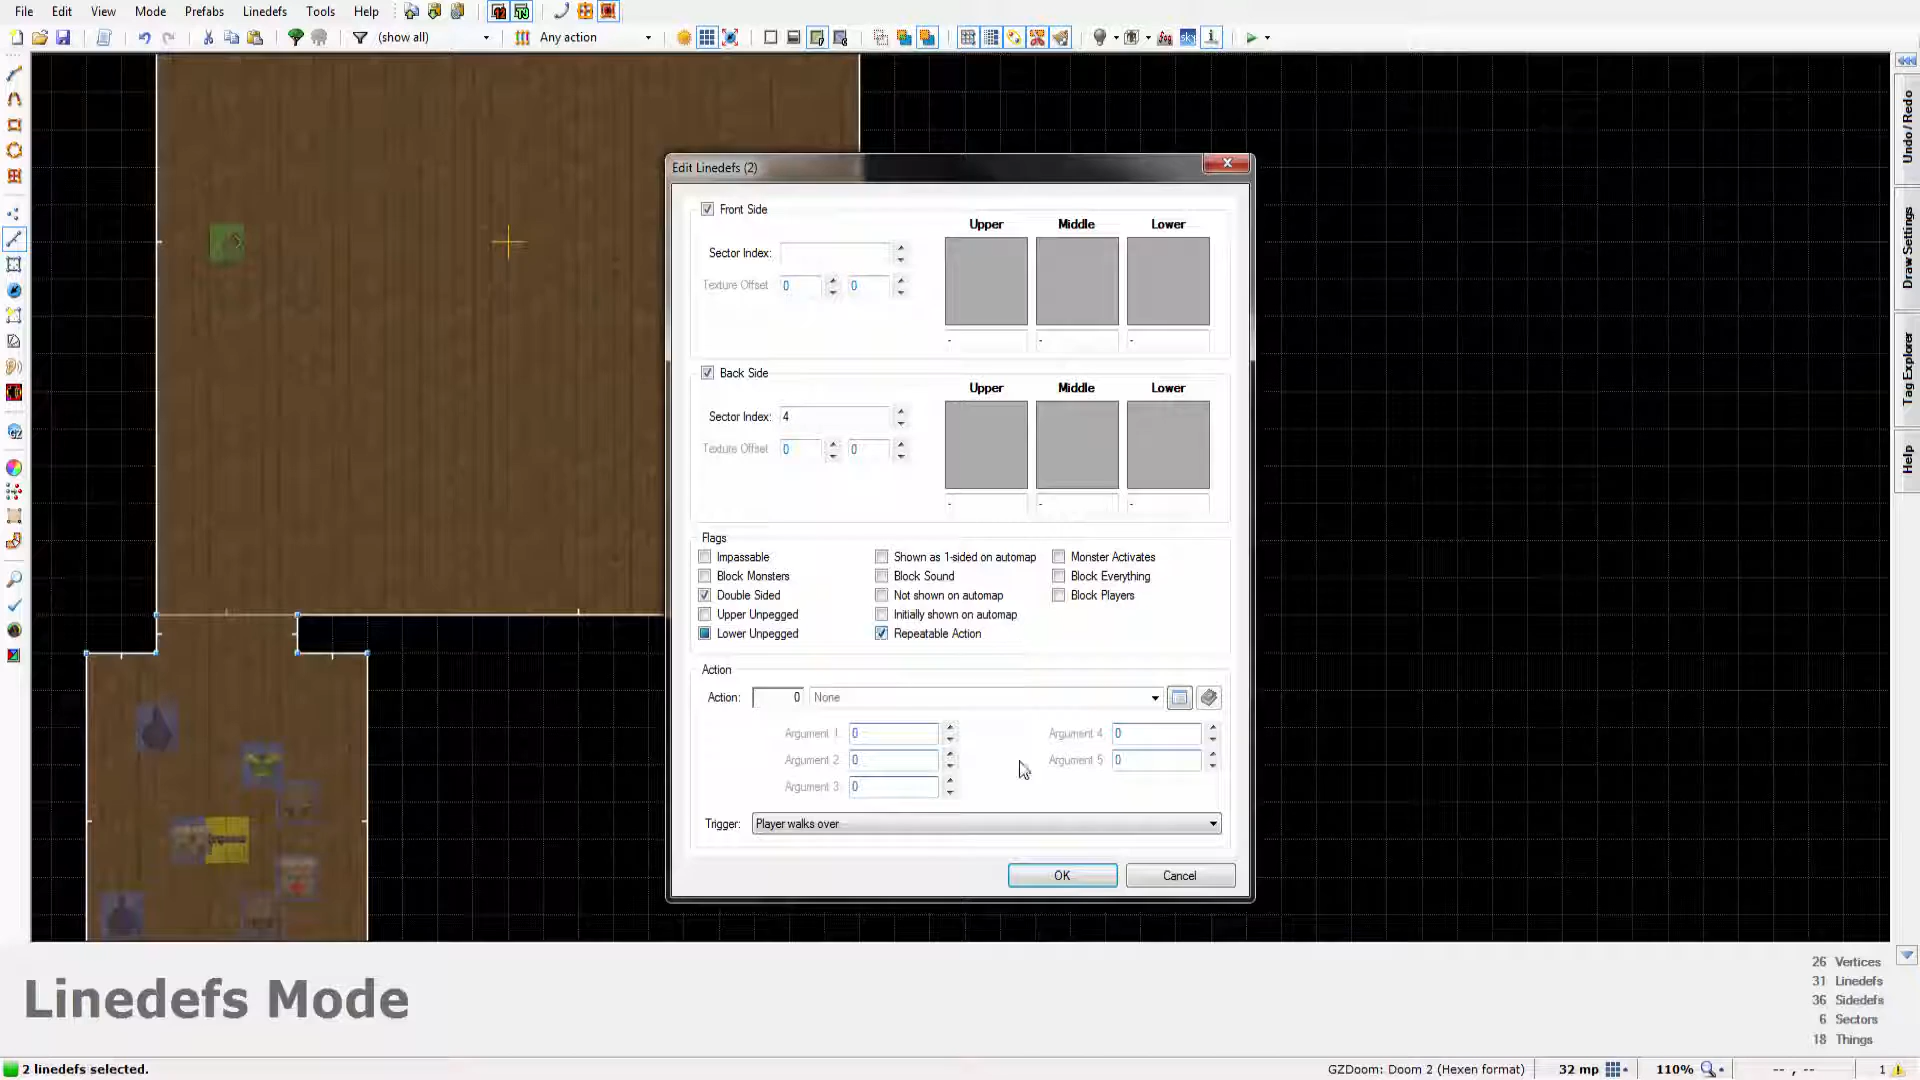 File Edit View Mode Prefabs Linedefs Tools Help
(show all) Any action
Edit Linedefs (2)
Front Side
Upper Middle Lower
Sector Index:
Texture Offset 0 0
- - -
Back Side
Upper Middle Lower
Sector Index: 4
Texture Offset 0 0
- - -
Flags
Impassable Shown as 1-sided on automap Monster Activates
Block Monsters Block Sound Block Everything
Double Sided Not shown on automap Block Players
Upper Unpegged Initially shown on automap
Lower Unpegged Repeatable Action
Action
Action: 0 None
Argument 1: 0 Argument 4: 0
Argument 2: 0 Argument 5: 0
Argument 3: 0
Trigger: Player walks over
OK Cancel
Undo / Redo
Draw Settings
Tag Explorer
Help
Linedefs Mode
26 Vertices
31 Linedefs
36 Sidedefs
6 Sectors
18 Things
2 linedefs selected. GZDoom: Doom 2 (Hexen format) 32 mp 110% -- , -- 1